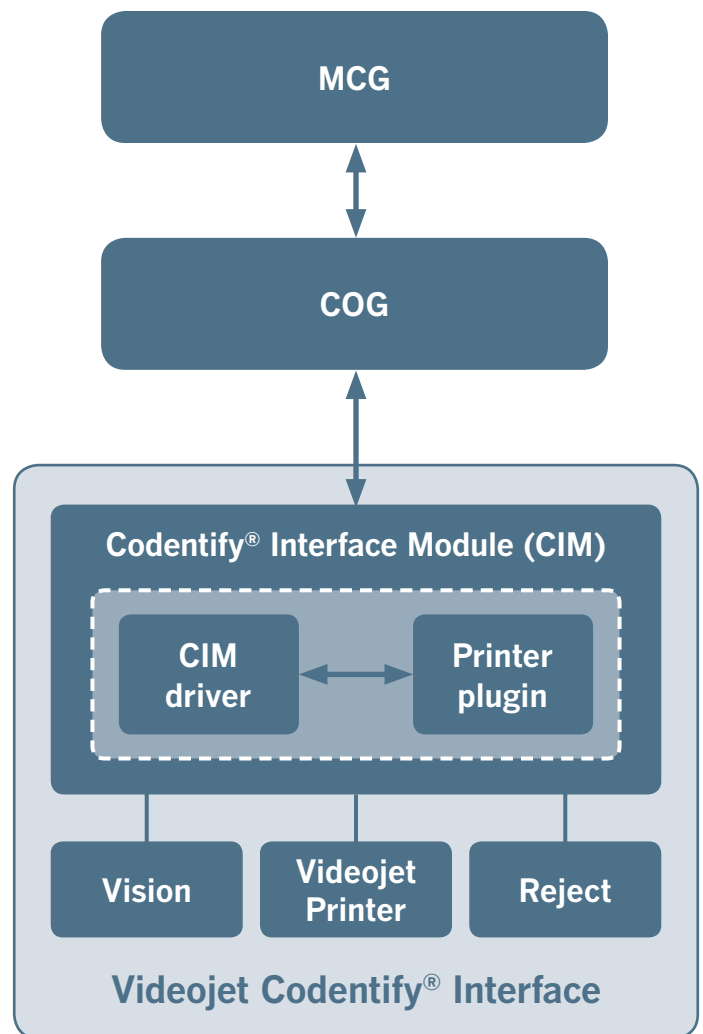 MCG
COG
Codentify® Interface Module (CIM)
CIM
driver
Printer
plugin
Vision
Videojet
Printer
Reject
Videojet Codentify® Interface